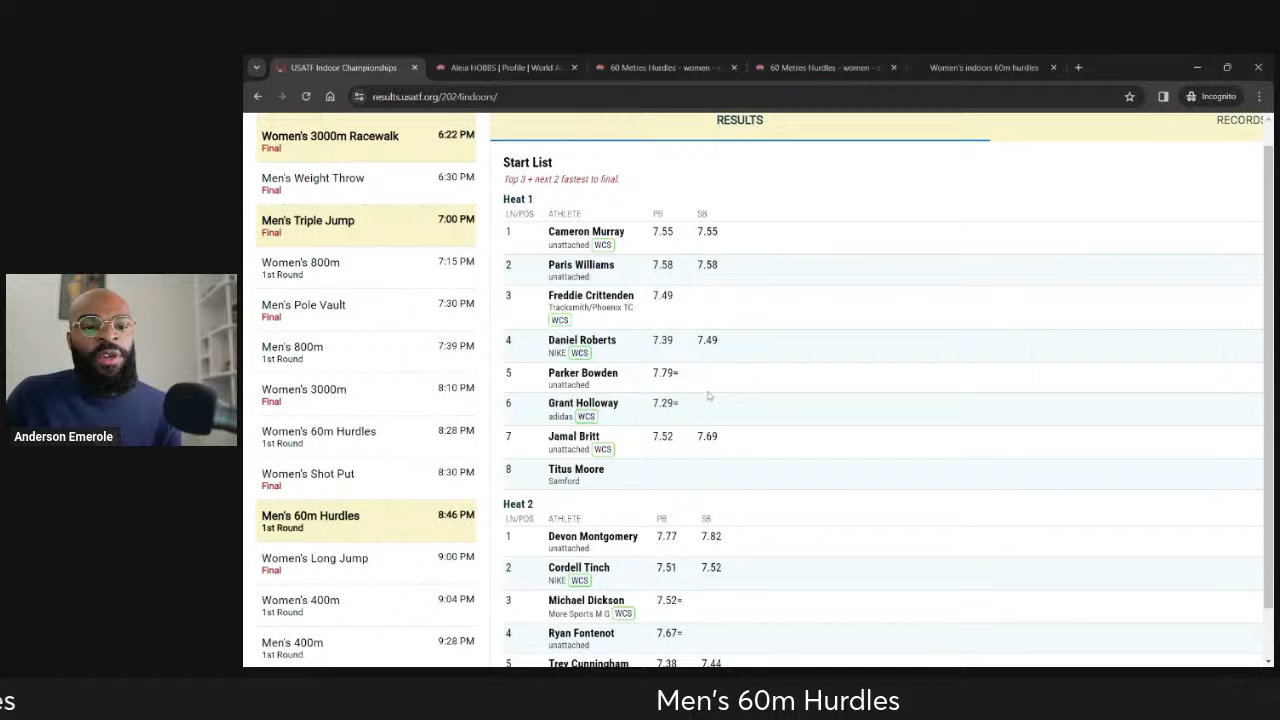 USATF Indoor Championships
Aleia HOBBS | Profile | World A
60 Metres Hurdles - women - s
60 Metres Hurdles - women - s
Women's indoors 60m hurdles
results.usatf.org/2024indoors/
Incognito
Women's 3000m Racewalk 6:22 PM
Final
Men's Weight Throw 6:30 PM
Final
Men's Triple Jump 7:00 PM
Final
Women's 800m 7:15 PM
1st Round
Men's Pole Vault 7:30 PM
Final
Men's 800m 7:39 PM
1st Round
Women's 3000m 8:10 PM
Final
Women's 60m Hurdles 8:28 PM
1st Round
Women's Shot Put 8:30 PM
Final
Men's 60m Hurdles 8:46 PM
1st Round
Women's Long Jump 9:00 PM
Final
Women's 400m 9:04 PM
1st Round
Men's 400m 9:28 PM
1st Round
RESULTS RECORDS
Start List
Top 3 + next 2 fastest to final.
Heat 1
LN/POS ATHLETE PB SB
1 Cameron Murray 7.55 7.55
unattached WCS
2 Paris Williams 7.58 7.58
unattached
3 Freddie Crittenden 7.49
Tracksmith/Phoenix TC
WCS
4 Daniel Roberts 7.39 7.49
NIKE WCS
5 Parker Bowden 7.79=
unattached
6 Grant Holloway 7.29=
adidas WCS
7 Jamal Britt 7.52 7.69
unattached WCS
8 Titus Moore
Samford
Heat 2
LN/POS ATHLETE PB SB
1 Devon Montgomery 7.77 7.82
unattached
2 Cordell Tinch 7.51 7.52
NIKE WCS
3 Michael Dickson 7.52=
More Sports M G WCS
4 Ryan Fontenot 7.67=
unattached
5 Trey Cunningham 7.38 7.44
Anderson Emerole
es Men's 60m Hurdles